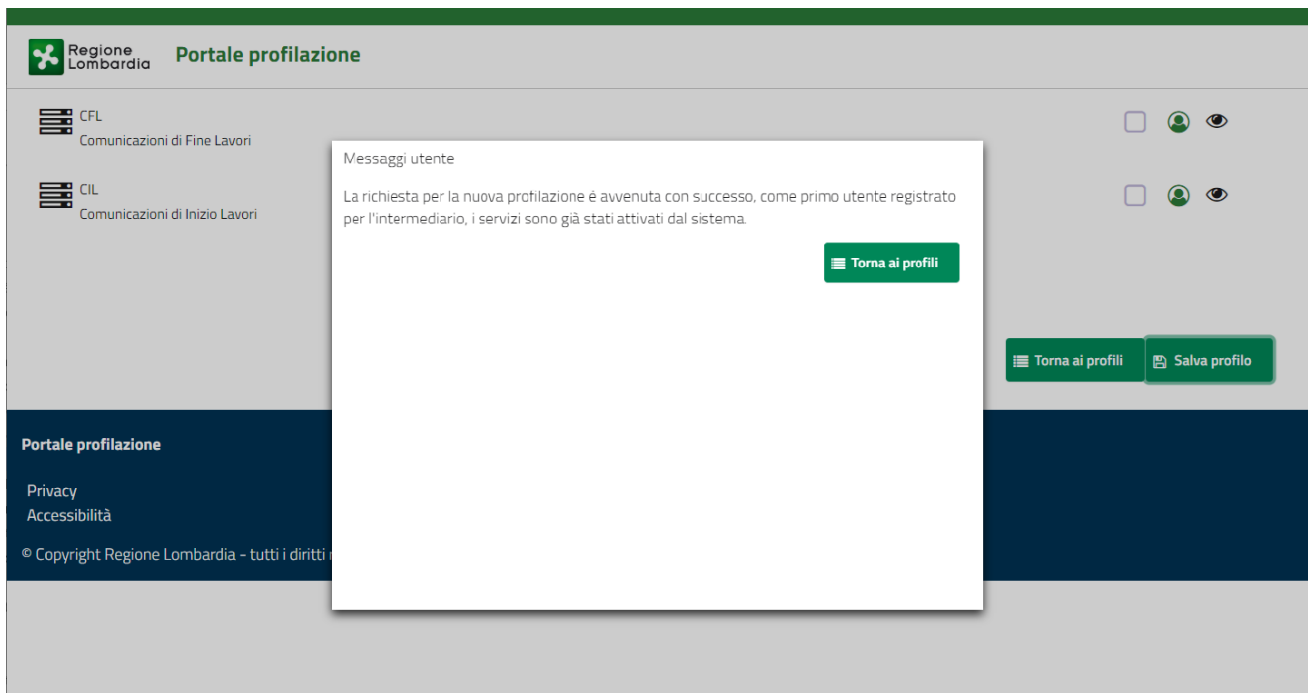 Regione
Lombardia
Portale profilazione
CFL
Comunicazioni di Fine Lavori
CIL
Comunicazioni di Inizio Lavori
Messaggi utente
La richiesta per la nuova profilazione è avvenuta con successo, come primo utente registrato
per l'intermediario, i servizi sono già stati attivati dal sistema.
Torna ai profili
Torna ai profili
Salva profilo
Portale profilazione
Privacy
Accessibilità
© Copyright Regione Lombardia - tutti i diritti